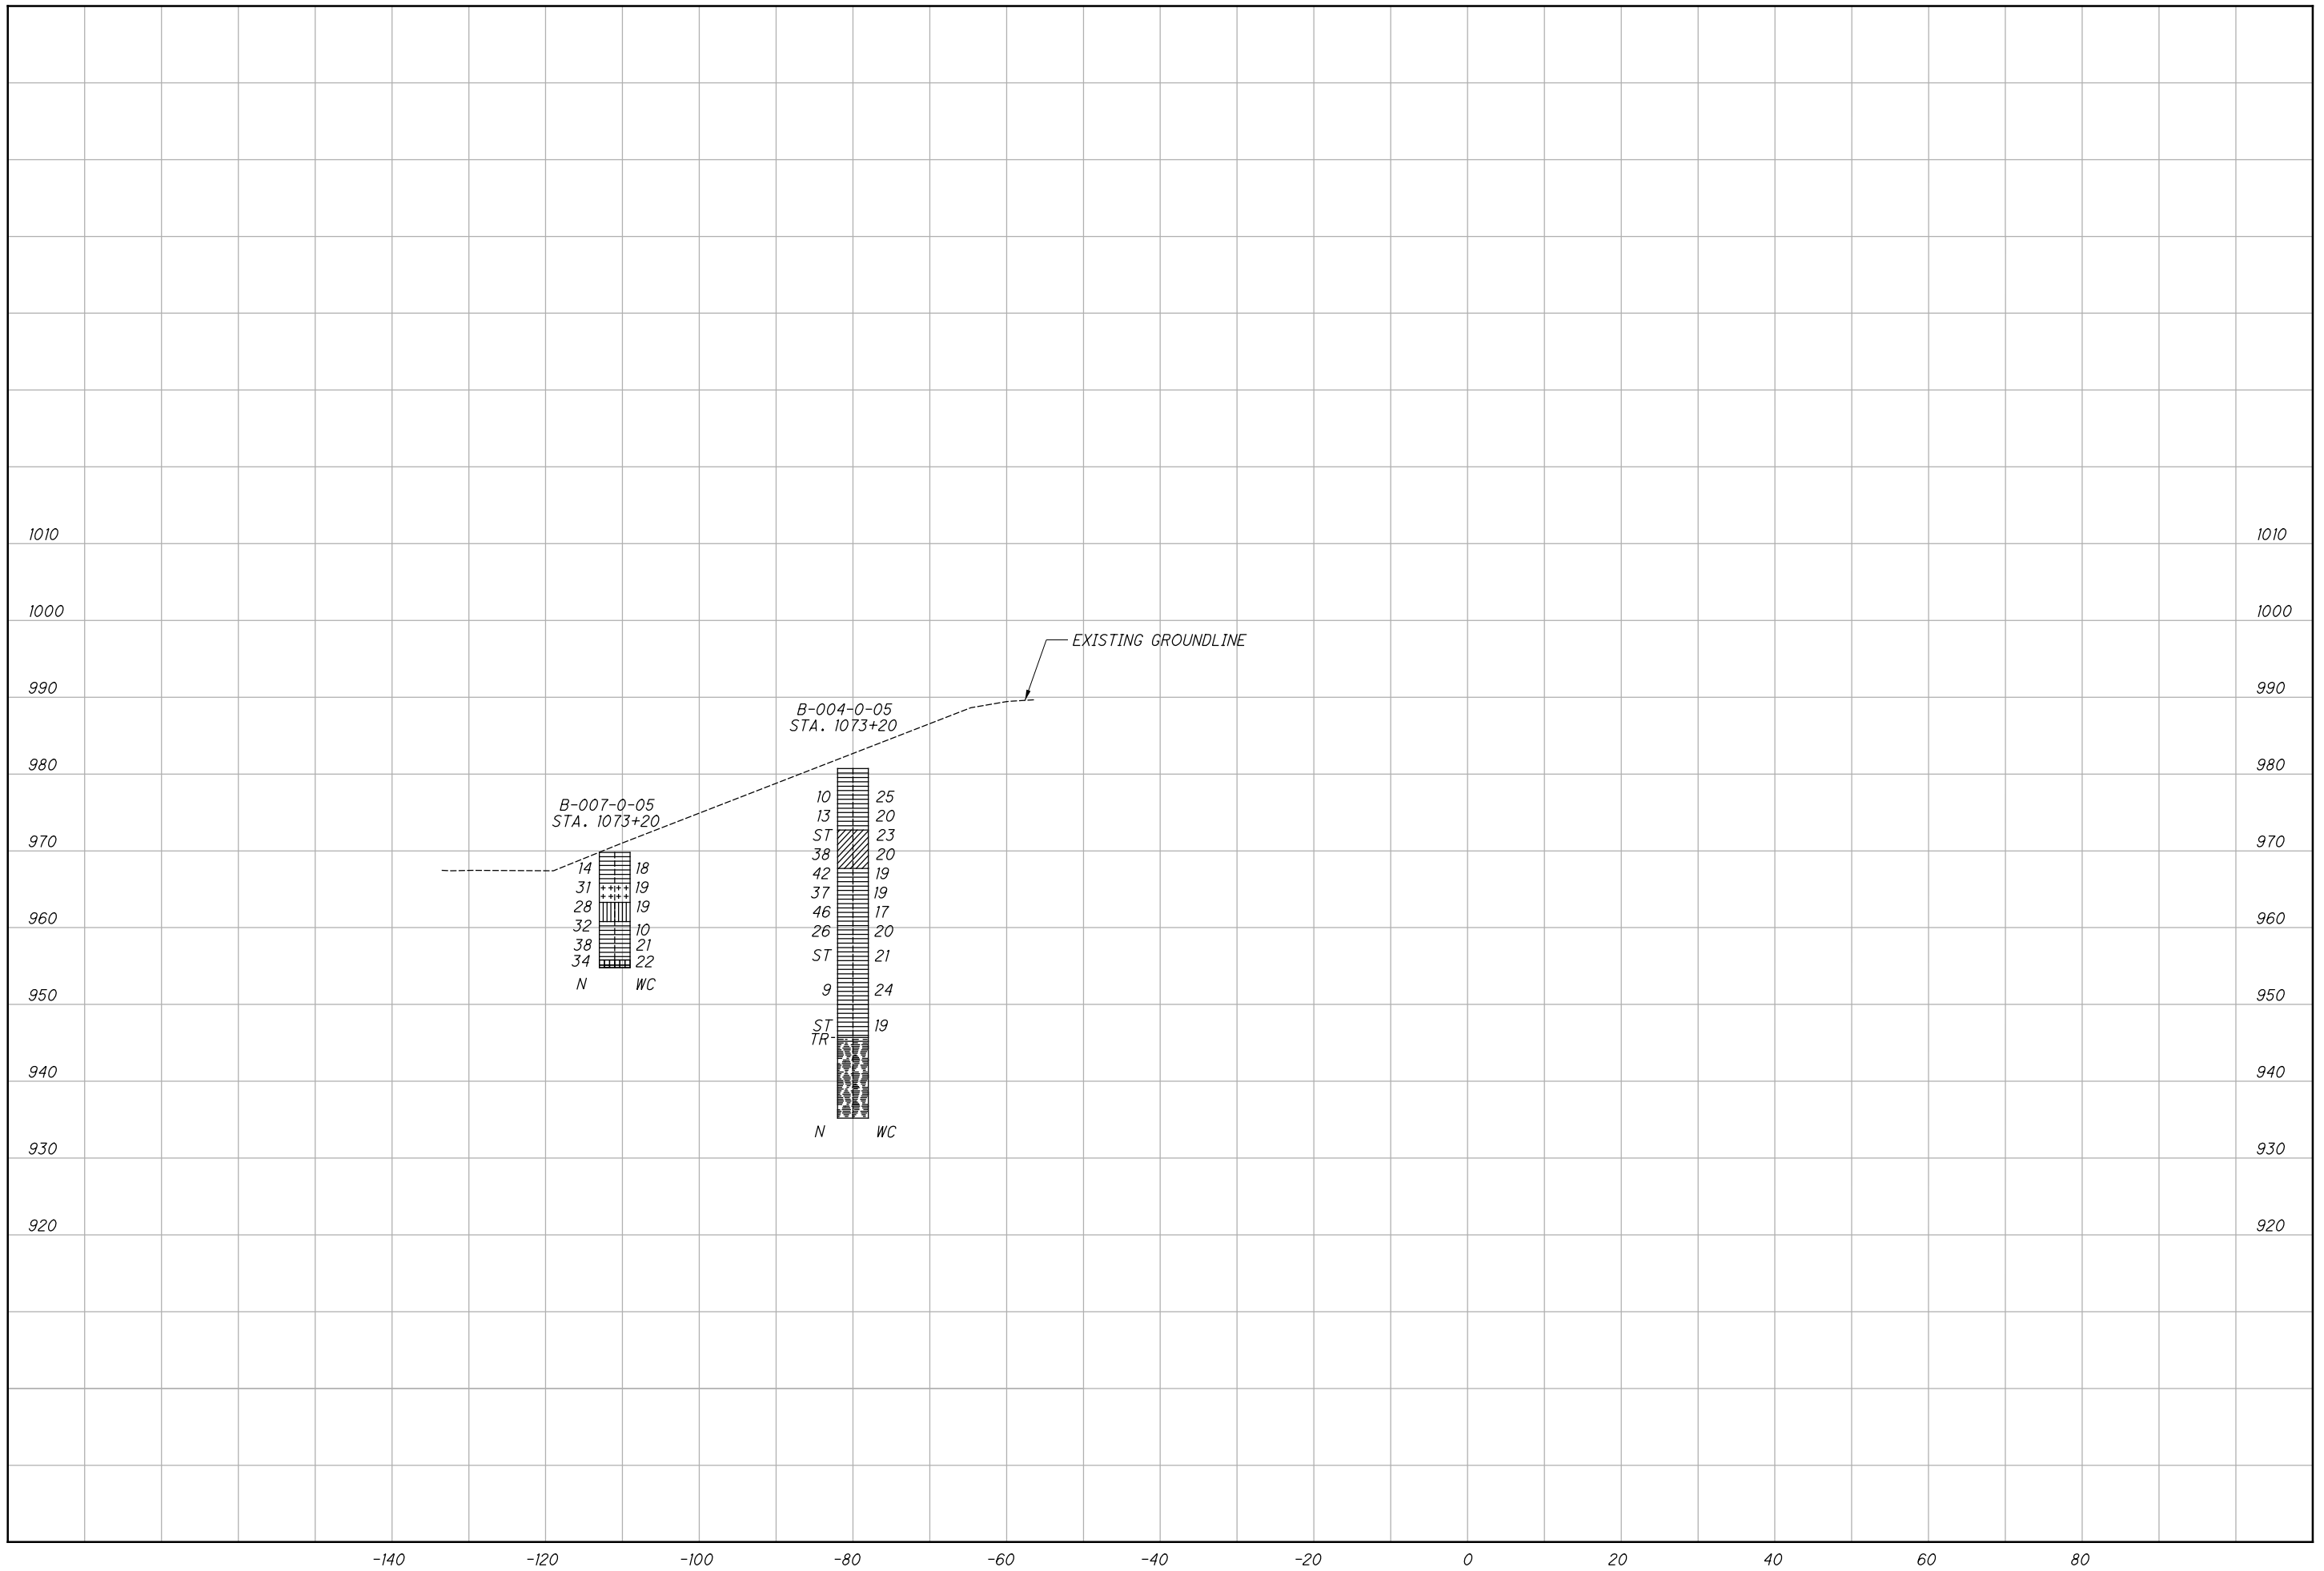 1010 1010
1000 1000
EXISTING GROUNDLINE
990 990
B-004-0-05
STA. 1073+20
980 980
10 25
B-007-0-05
13 20
STA. 1073+20
ST 23
970 970
38 20
14 18
42 19
31 19
37 19
28 19
46 17
960 960
32 10
26 20
38 21
ST 21
34 22
N WC
9 24
950 950
ST 19
TR
940 940
N WC
930 930
920 920
-140 -120 -100 -80 -60 -40 -20 0 20 40 60 80